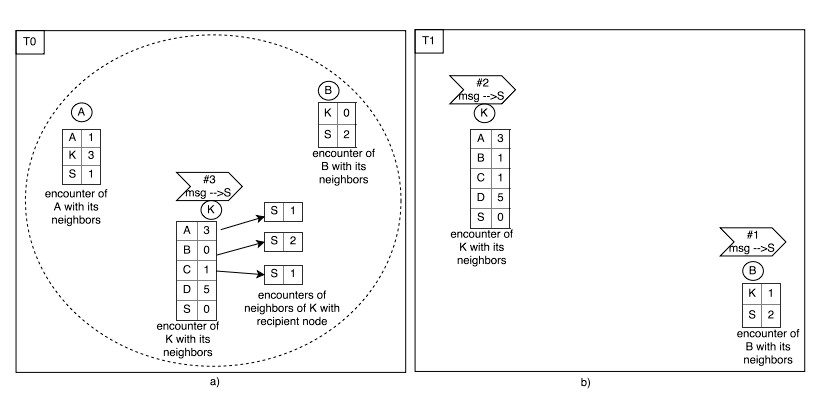 T0
A
A 1
K 3
S 1
encounter of
A with its
neighbors
B
K 0
S 2
encounter of
B with its
neighbors
#3
msg -->S
K
A 3
B 0
C 1
D 5
S 0
encounter of
K with its
neighbors
S 1
S 2
S 1
encounters of
neighbors of K with
recipient node
a)
T1
#2
msg -->S
K
A 3
B 1
C 1
D 5
S 0
encounter of
K with its
neighbors
#1
msg -->S
B
K 1
S 2
encounter of
B with its
neighbors
b)